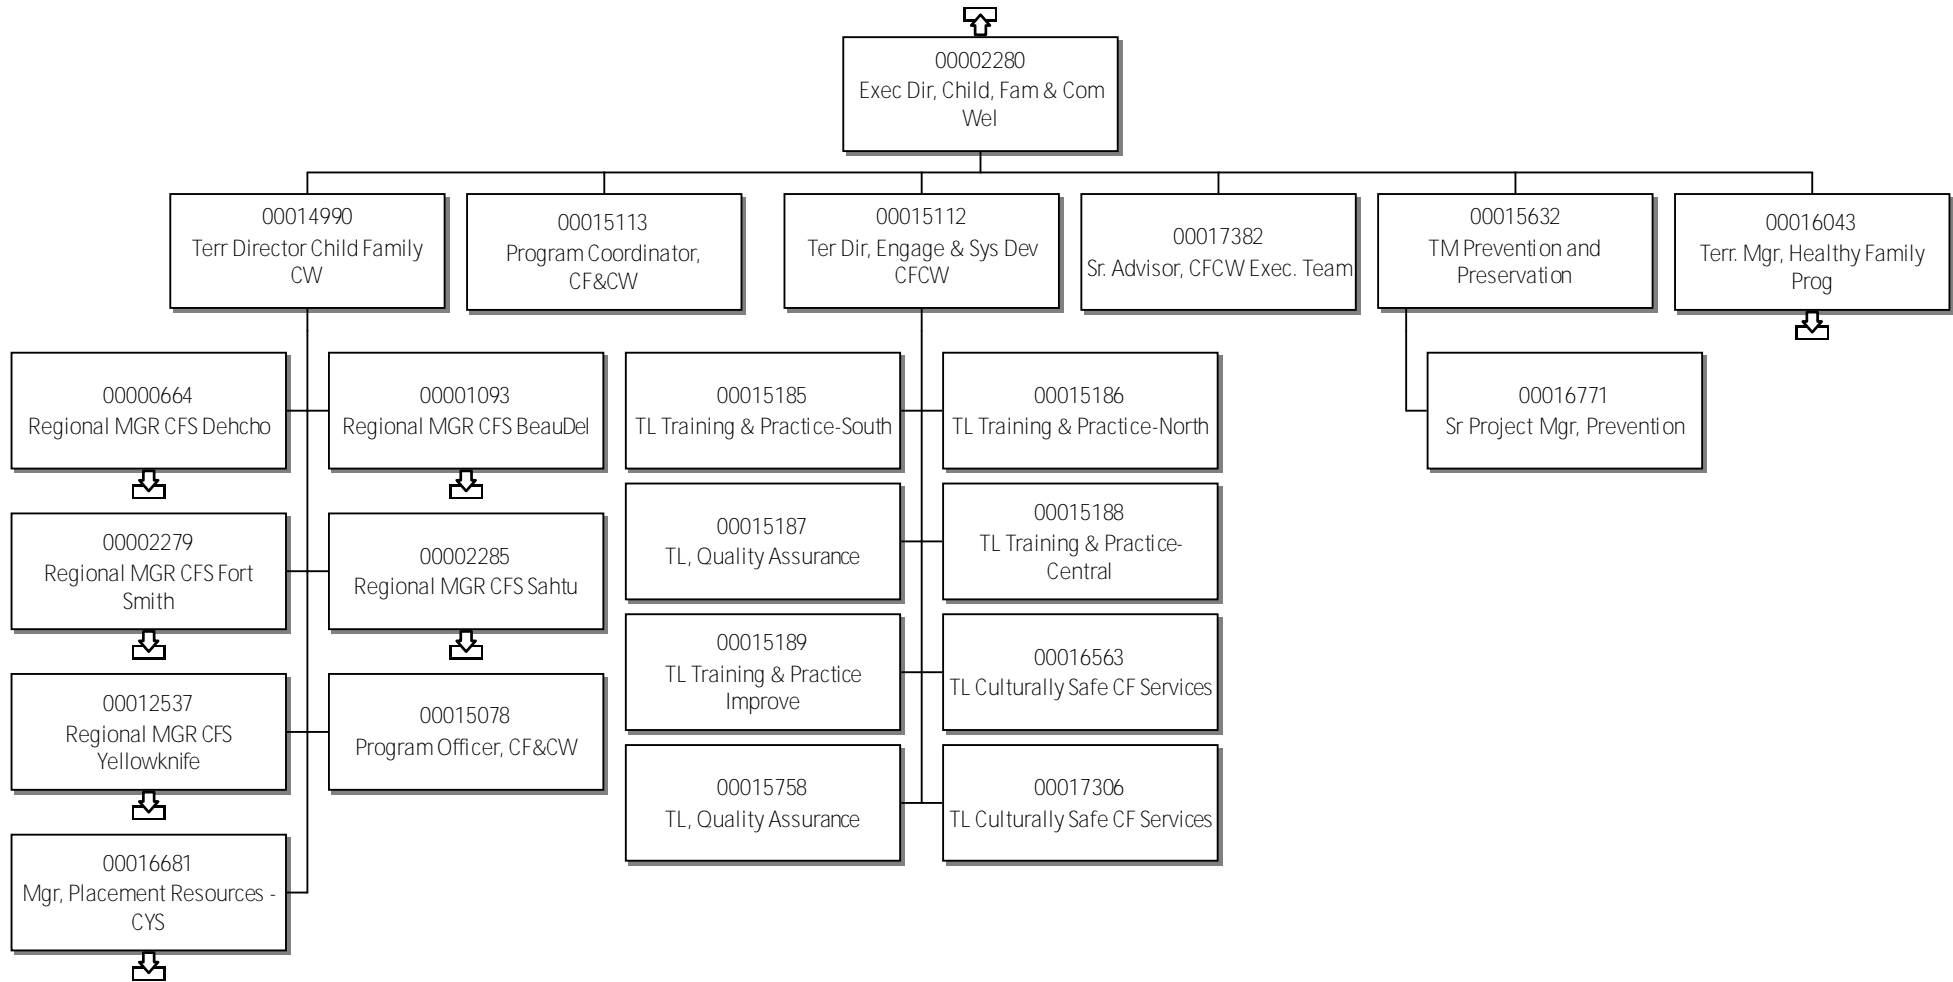 00002280
Exec Dir, Child, Fam & Com
Wel
00014990
Terr Director Child Family
CW
00015113
Program Coordinator,
CF&CW
00015112
Ter Dir, Engage & Sys Dev
CFCW
00017382
Sr. Advisor, CFCW Exec. Team
00015632
TM Prevention and
Preservation
00016043
Terr. Mgr, Healthy Family
Prog
00000664
Regional MGR CFS Dehcho
00001093
Regional MGR CFS BeauDel
00002279
Regional MGR CFS Fort
Smith
00002285
Regional MGR CFS Sahtu
00012537
Regional MGR CFS
Yellowknife
00015078
Program Officer, CF&CW
00016681
Mgr, Placement Resources -
CYS
00015185
TL Training & Practice-South
00015186
TL Training & Practice-North
00015187
TL, Quality Assurance
00015188
TL Training & Practice-
Central
00015189
TL Training & Practice
Improve
00016563
TL Culturally Safe CF Services
00015758
TL, Quality Assurance
00017306
TL Culturally Safe CF Services
00016771
Sr Project Mgr, Prevention